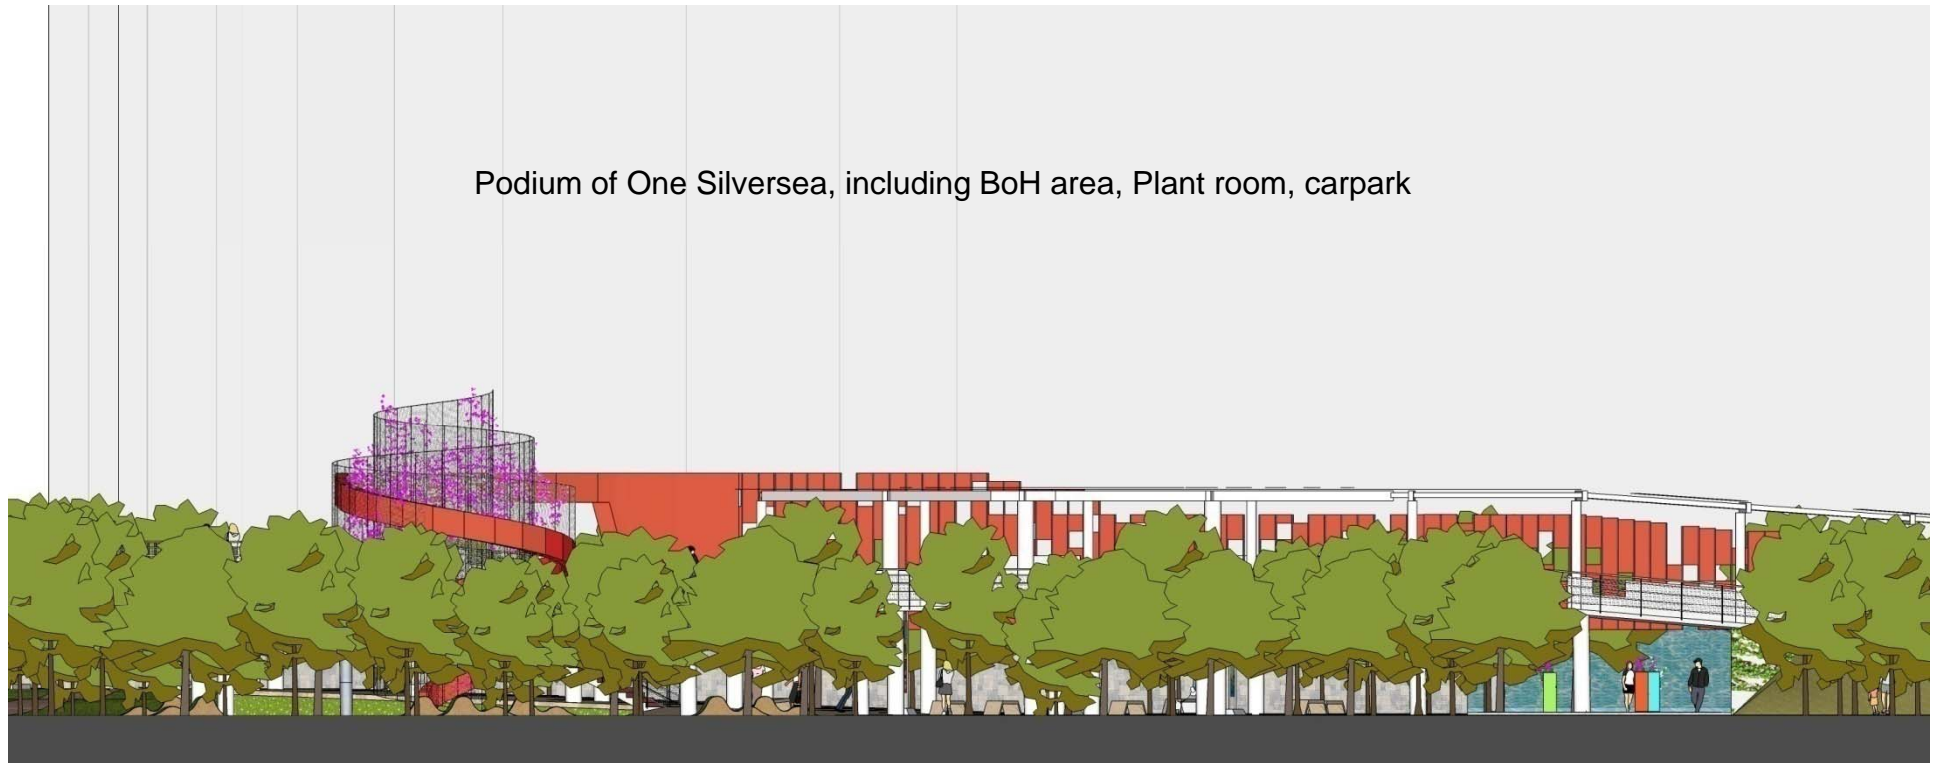 Podium of One Silversea, including BoH area, Plant room, carpark